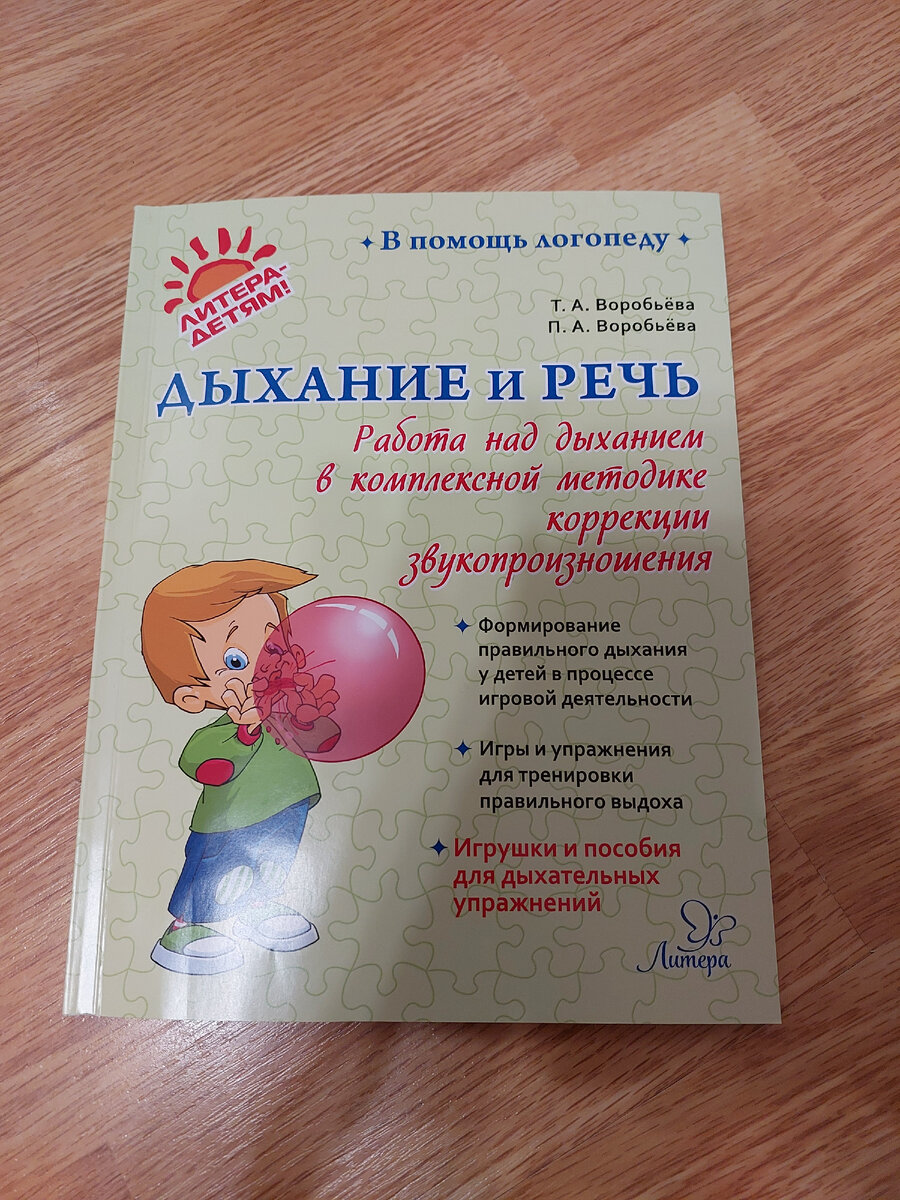 ✦ В помощь логопеду ✦
ЛИТЕРА-
ДЕТЯМ!
Т. А. Воробьёва
П. А. Воробьёва
ДЫХАНИЕ и РЕЧЬ
Работа над дыханием
в комплексной методике
коррекции
звукопроизношения
✦ Формирование
правильного дыхания
у детей в процессе
игровой деятельности
✦ Игры и упражнения
для тренировки
правильного выдоха
✦ Игрушки и пособия
для дыхательных
упражнений
Литера